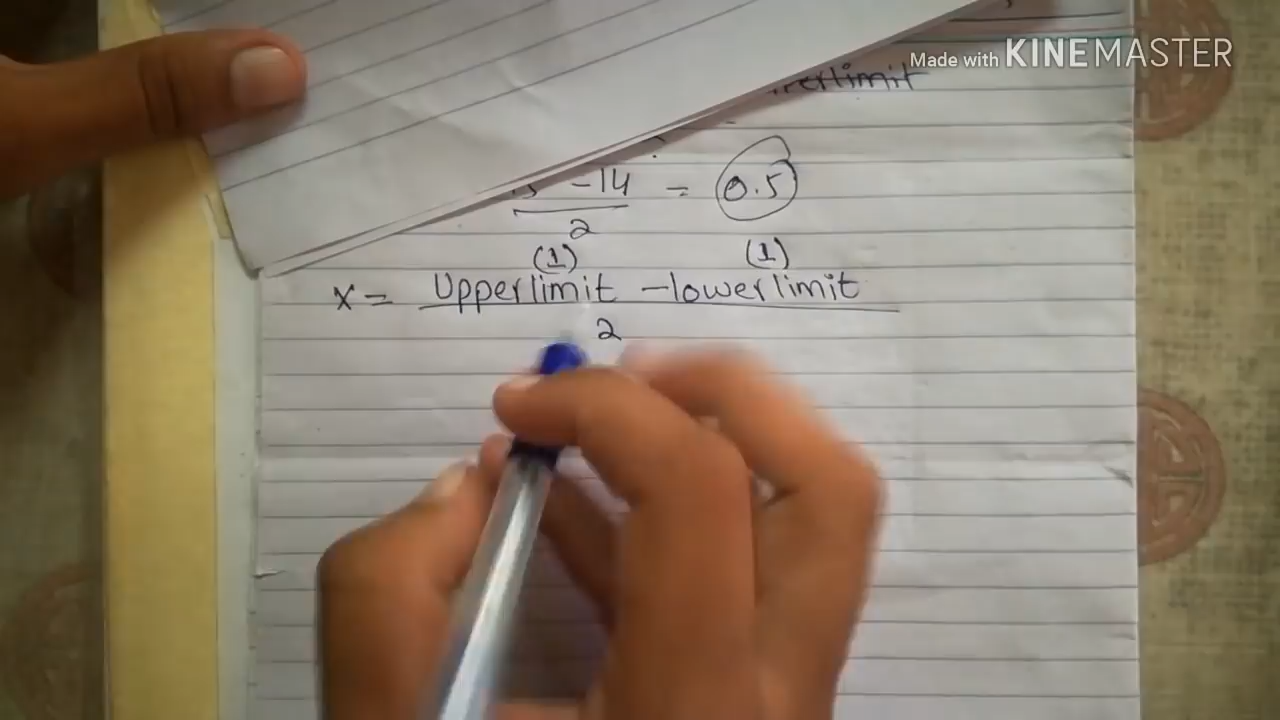 Made with KINEMASTER
-14 = 0.5
2
(1) (1)
x = Upperlimit - lowerlimit
2